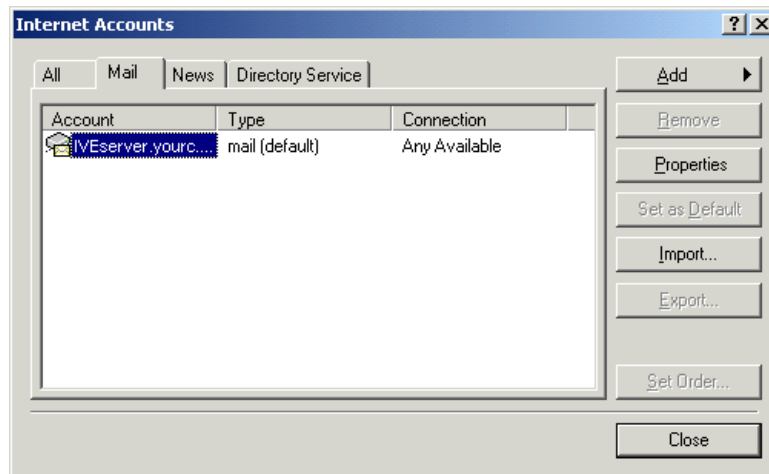 Internet Accounts
All Mail News Directory Service
Account Type Connection
IVEserver.yourc.... mail (default) Any Available
Add
Remove
Properties
Set as Default
Import...
Export...
Set Order...
Close